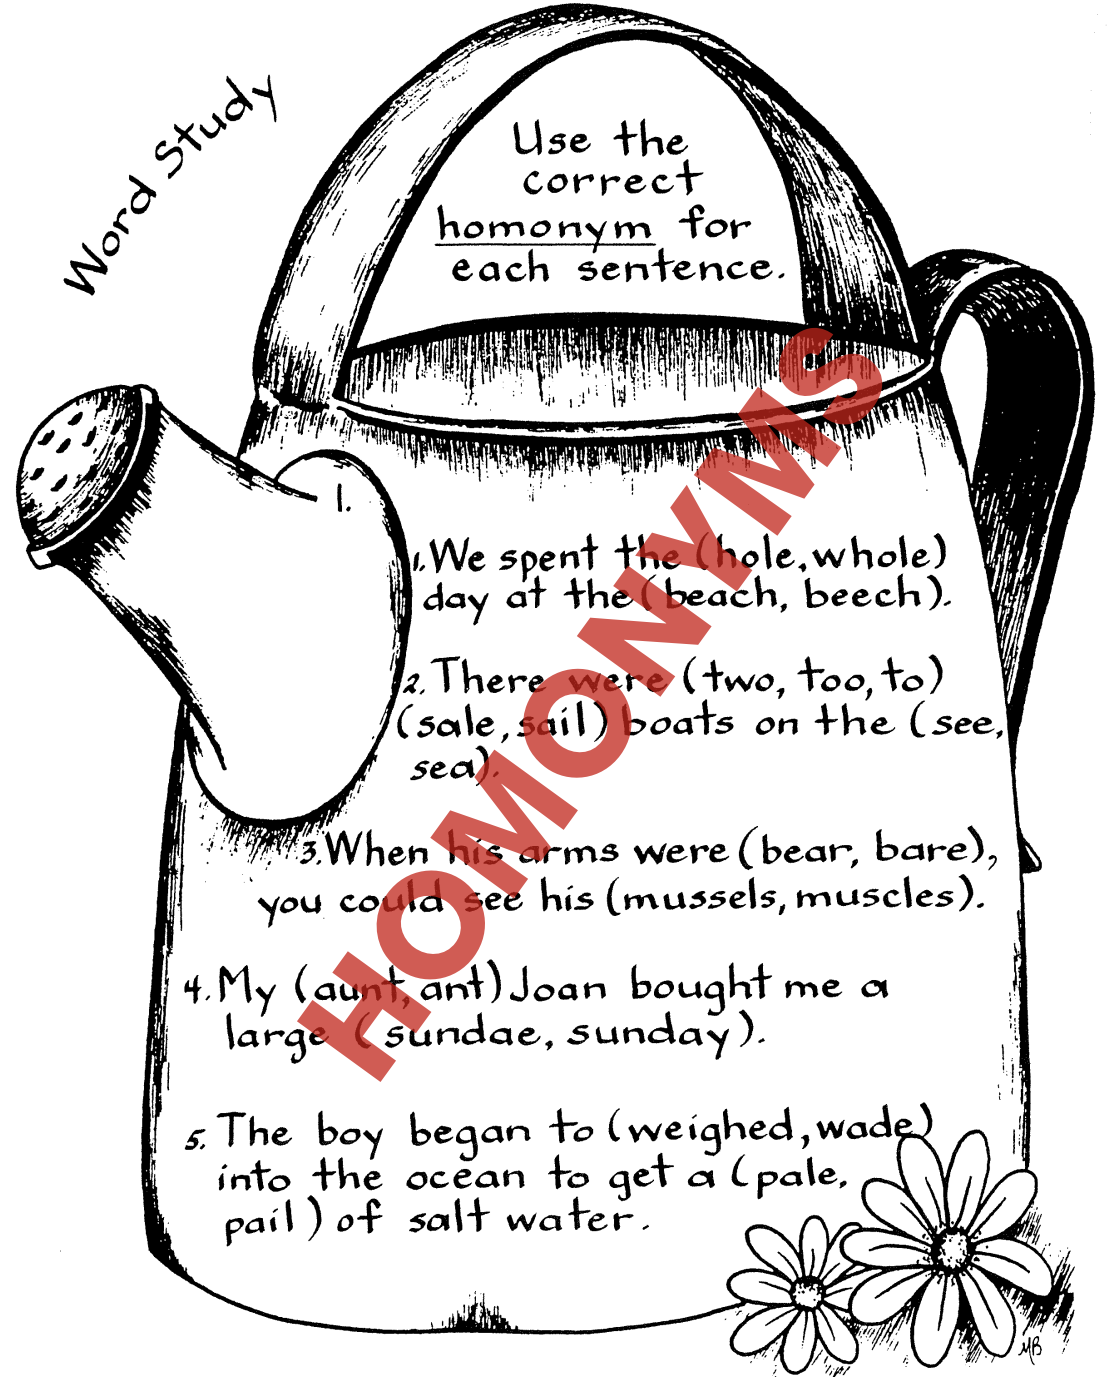 Word Study
Use the
correct
homonym for
each sentence.
1.
1. We spent the (hole, whole)
day at the (beach, beech).
2. There were (two, too, to)
(sale, sail) boats on the (see,
sea).
3. When his arms were (bear, bare),
you could see his (mussels, muscles).
4. My (aunt, ant) Joan bought me a
large (sundae, sunday).
5. The boy began to (weighed, wade)
into the ocean to get a (pale,
pail) of salt water.
HOMONYMS
MB